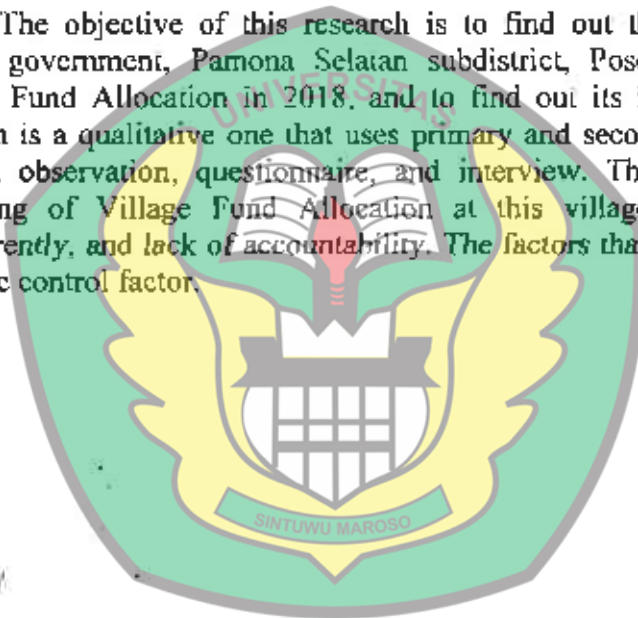 The objective of this research is to find out th
government, Pamona Selatan subdistrict, Pos
Fund Allocation in 2018. and to find out its
n is a qualitative one that uses primary and seco
observation, questionnaire, and interview. Th
ng of Village Fund Allocation at this village
rently, and lack of accountability. The factors tha
c control factor.
UNIVERSITAS
SINTUWU MAROSO